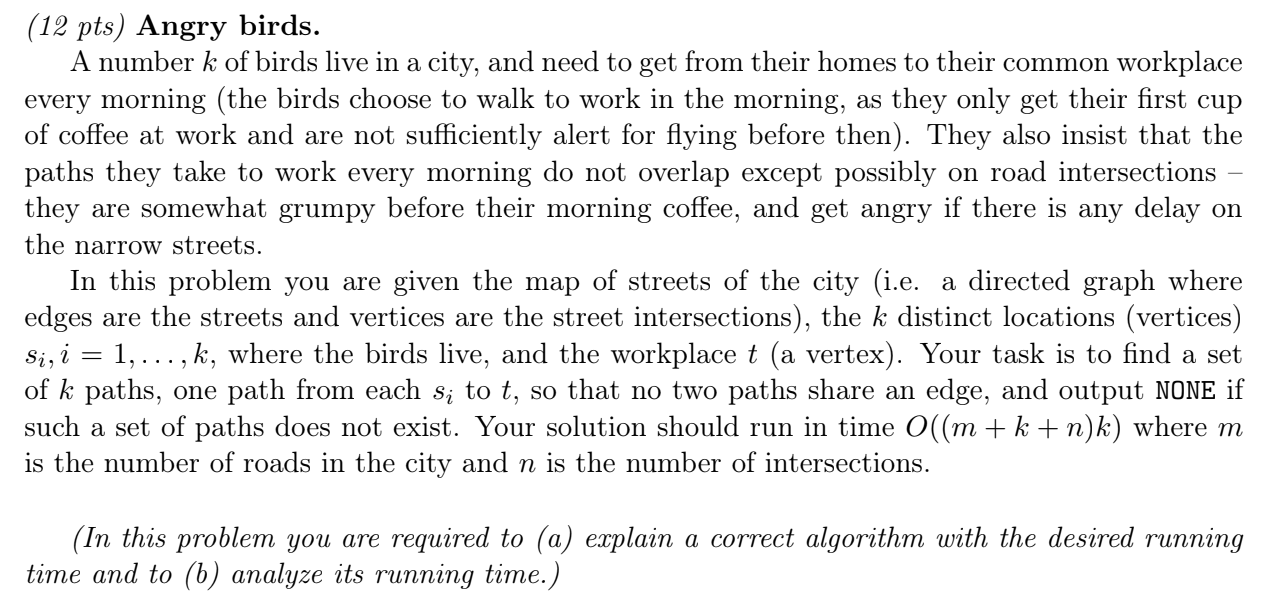 (12 pts) Angry birds.
A number k of birds live in a city, and need to get from their homes to their common workplace
every morning (the birds choose to walk to work in the morning, as they only get their first cup
of coffee at work and are not sufficiently alert for flying before then). They also insist that the
paths they take to work every morning do not overlap except possibly on road intersections –
they are somewhat grumpy before their morning coffee, and get angry if there is any delay on
the narrow streets.
In this problem you are given the map of streets of the city (i.e. a directed graph where
edges are the streets and vertices are the street intersections), the k distinct locations (vertices)
s_i, i = 1, . . . , k, where the birds live, and the workplace t (a vertex). Your task is to find a set
of k paths, one path from each s_i to t, so that no two paths share an edge, and output NONE if
such a set of paths does not exist. Your solution should run in time O((m + k + n)k) where m
is the number of roads in the city and n is the number of intersections.
(In this problem you are required to (a) explain a correct algorithm with the desired running
time and to (b) analyze its running time.)